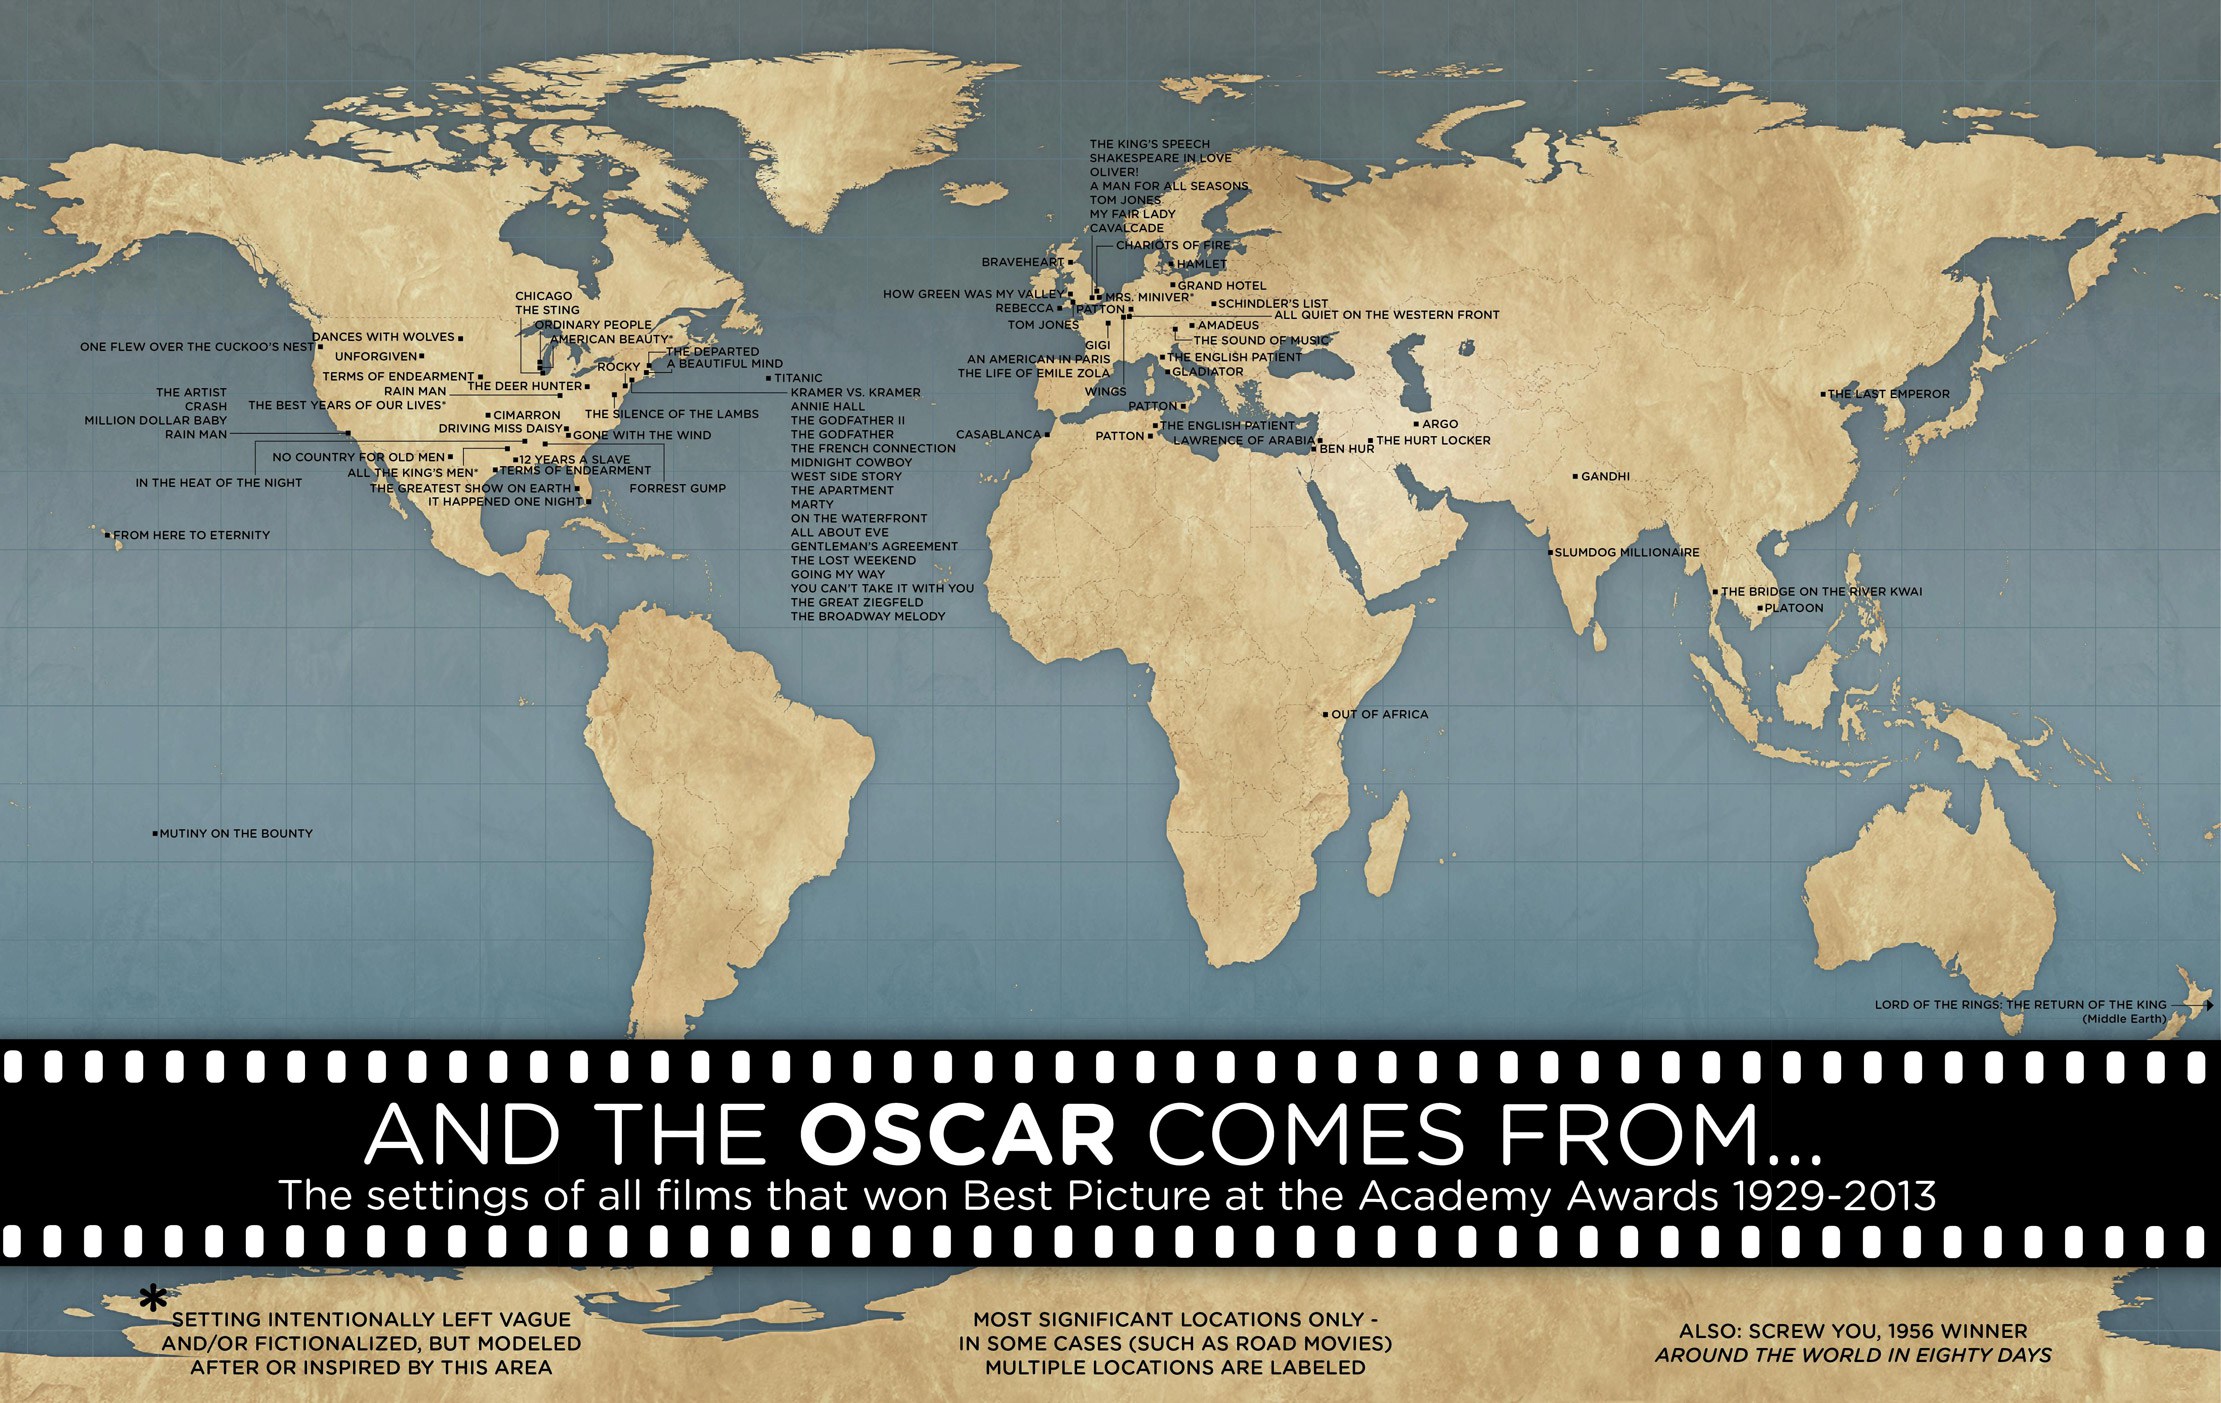 THE KING'S SPEECH
SHAKESPEARE IN LOVE
OLIVER!
A MAN FOR ALL SEASONS
TOM JONES
MY FAIR LADY
CAVALCADE
CHARIOTS OF FIRE
BRAVEHEART
HAMLET
GRAND HOTEL
HOW GREEN WAS MY VALLEY
MRS. MINIVER*
SCHINDLER'S LIST
REBECCA
PATTON
ALL QUIET ON THE WESTERN FRONT
TOM JONES
AMADEUS
THE SOUND OF MUSIC
GIGI
AN AMERICAN IN PARIS
THE LIFE OF EMILE ZOLA
THE ENGLISH PATIENT
GLADIATOR
WINGS
PATTON
CASABLANCA
PATTON
THE ENGLISH PATIENT
LAWRENCE OF ARABIA
BEN HUR
ARGO
THE HURT LOCKER
THE LAST EMPEROR
GANDHI
SLUMDOG MILLIONAIRE
THE BRIDGE ON THE RIVER KWAI
PLATOON
OUT OF AFRICA
CHICAGO
THE STING
ORDINARY PEOPLE
AMERICAN BEAUTY*
DANCES WITH WOLVES
ONE FLEW OVER THE CUCKOO'S NEST
UNFORGIVEN
THE DEPARTED
A BEAUTIFUL MIND
ROCKY
TERMS OF ENDEARMENT
THE DEER HUNTER
TITANIC
RAIN MAN
THE BEST YEARS OF OUR LIVES*
THE ARTIST
CRASH
MILLION DOLLAR BABY
RAIN MAN
CIMARRON
THE SILENCE OF THE LAMBS
DRIVING MISS DAISY
GONE WITH THE WIND
NO COUNTRY FOR OLD MEN
12 YEARS A SLAVE
ALL THE KING'S MEN*
TERMS OF ENDEARMENT
IN THE HEAT OF THE NIGHT
THE GREATEST SHOW ON EARTH
FORREST GUMP
IT HAPPENED ONE NIGHT
KRAMER VS. KRAMER
ANNIE HALL
THE GODFATHER II
THE GODFATHER
THE FRENCH CONNECTION
MIDNIGHT COWBOY
WEST SIDE STORY
THE APARTMENT
MARTY
ON THE WATERFRONT
ALL ABOUT EVE
GENTLEMAN'S AGREEMENT
THE LOST WEEKEND
GOING MY WAY
YOU CAN'T TAKE IT WITH YOU
THE GREAT ZIEGFELD
THE BROADWAY MELODY
FROM HERE TO ETERNITY
MUTINY ON THE BOUNTY
LORD OF THE RINGS: THE RETURN OF THE KING
(Middle Earth)
AND THE OSCAR COMES FROM...
The settings of all films that won Best Picture at the Academy Awards 1929-2013
* SETTING INTENTIONALLY LEFT VAGUE
AND/OR FICTIONALIZED, BUT MODELED
AFTER OR INSPIRED BY THIS AREA
MOST SIGNIFICANT LOCATIONS ONLY -
IN SOME CASES (SUCH AS ROAD MOVIES)
MULTIPLE LOCATIONS ARE LABELED
ALSO: SCREW YOU, 1956 WINNER
AROUND THE WORLD IN EIGHTY DAYS